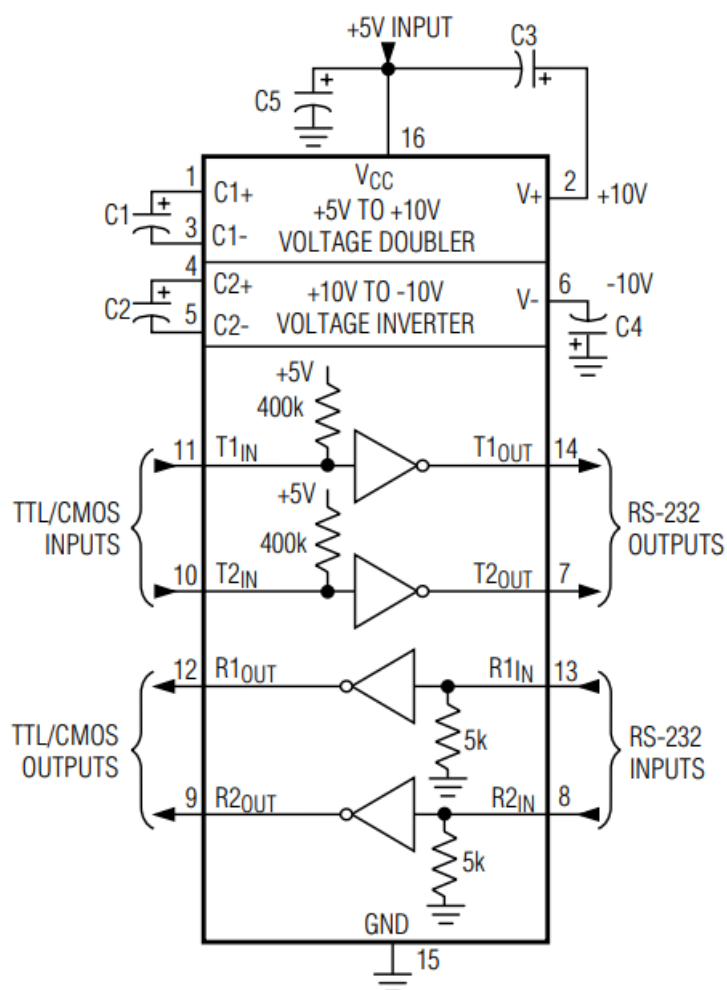 +5V INPUT
C3
+
+
C5
16
1
+
C1
3
C1+
C1-
VCC
+5V TO +10V
VOLTAGE DOUBLER
V+
2
+10V
4
+
C2
5
C2+
C2-
+10V TO -10V
VOLTAGE INVERTER
V-
6
-10V
+
C4
+5V
400k
11
T1IN
T1OUT
14
+5V
400k
TTL/CMOS
INPUTS
RS-232
OUTPUTS
10
T2IN
T2OUT
7
12
R1OUT
R1IN
13
5k
TTL/CMOS
OUTPUTS
RS-232
INPUTS
9
R2OUT
R2IN
8
5k
GND
15